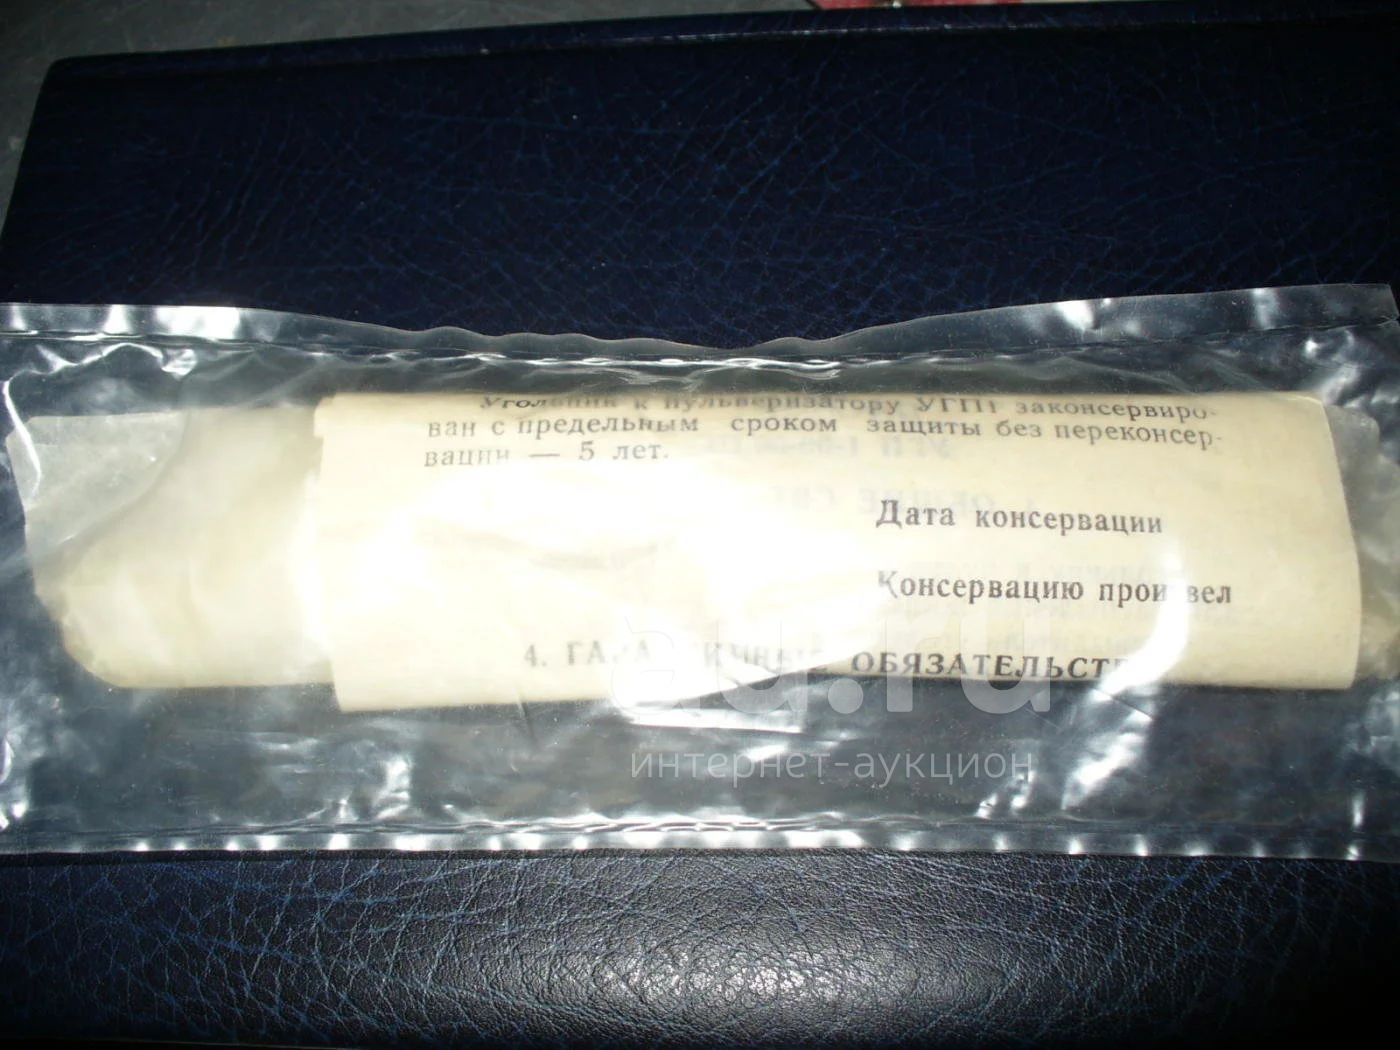 Угольник к пульверизатору УГП1 законсервиро-
ван с предельным сроком защиты без переконсер-
вации — 5 лет.
Дата консервации
Консервацию произвел
4. ГАРАНТИЙНЫЕ ОБЯЗАТЕЛЬСТВ
au.ru
интернет-аукцион